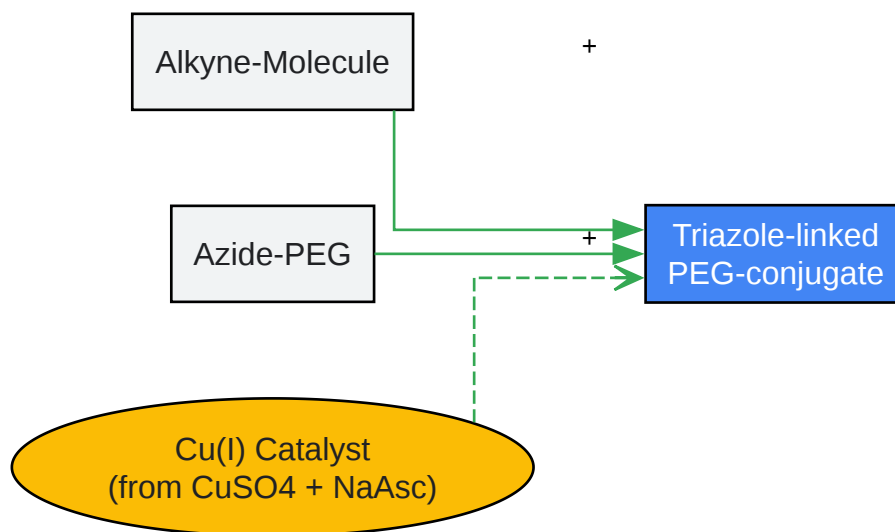 Alkyne-Molecule
+
Azide-PEG
+
Triazole-linked
PEG-conjugate
Cu(I) Catalyst
(from CuSO4 + NaAsc)